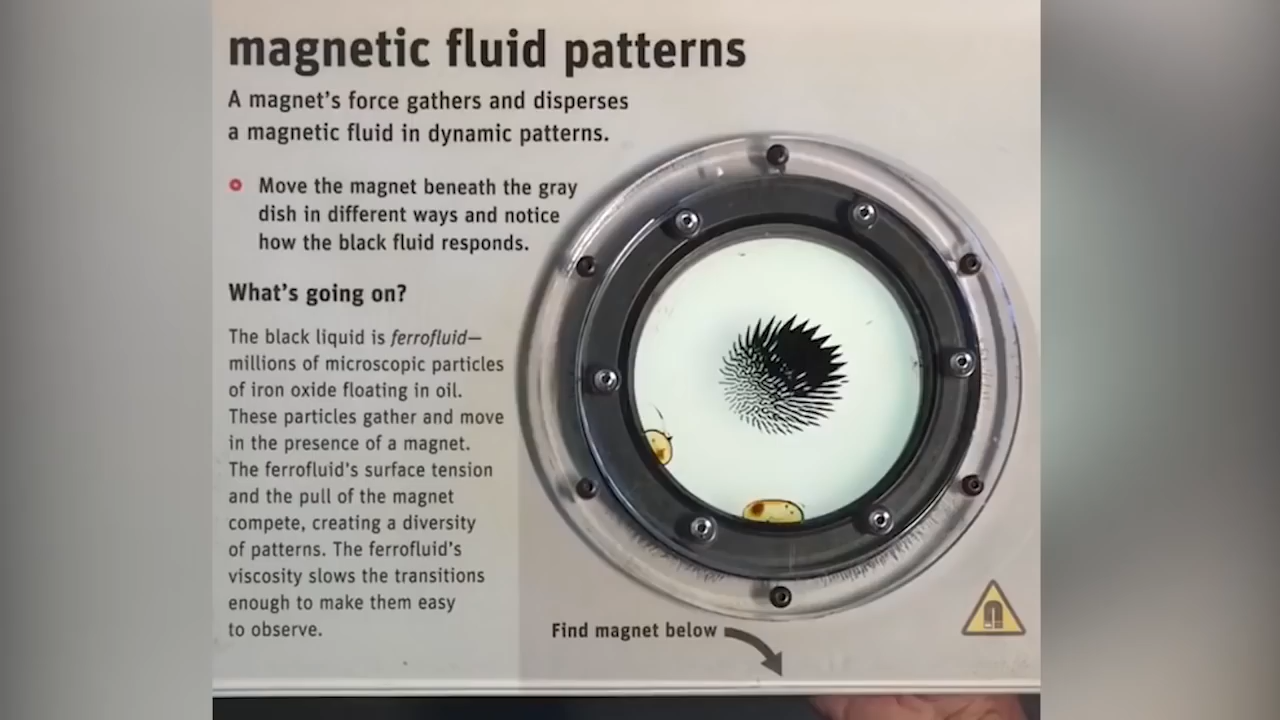 magnetic fluid patterns
A magnet's force gathers and disperses
a magnetic fluid in dynamic patterns.
Move the magnet beneath the gray
dish in different ways and notice
how the black fluid responds.
What's going on?
The black liquid is ferrofluid—
millions of microscopic particles
of iron oxide floating in oil.
These particles gather and move
in the presence of a magnet.
The ferrofluid's surface tension
and the pull of the magnet
compete, creating a diversity
of patterns. The ferrofluid's
viscosity slows the transitions
enough to make them easy
to observe.
Find magnet below